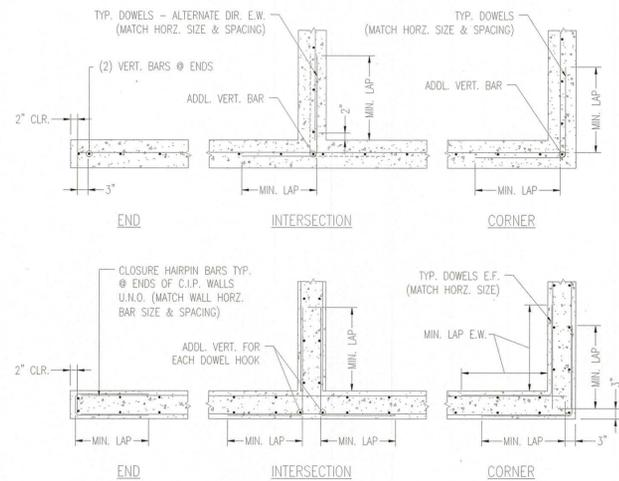 TYP. DOWELS – ALTERNATE DIR. E.W.
(MATCH HORZ. SIZE & SPACING)
TYP. DOWELS
(MATCH HORZ. SIZE & SPACING)
(2) VERT. BARS @ ENDS
ADDL. VERT. BAR
MIN. LAP
2"
ADDL. VERT. BAR
MIN. LAP
2" CLR.
3"
MIN. LAP
MIN. LAP
END
INTERSECTION
CORNER
CLOSURE HAIRPIN BARS TYP.
@ ENDS OF C.I.P. WALLS
U.N.O. (MATCH WALL HORZ.
BAR SIZE & SPACING)
TYP. DOWELS E.F.
(MATCH HORZ. SIZE)
ADDL. VERT. FOR
EACH DOWEL HOOK
MIN. LAP
MIN. LAP E.W.
MIN. LAP
2" CLR.
3"
MIN. LAP
MIN. LAP
MIN. LAP
MIN. LAP
3"
END
INTERSECTION
CORNER